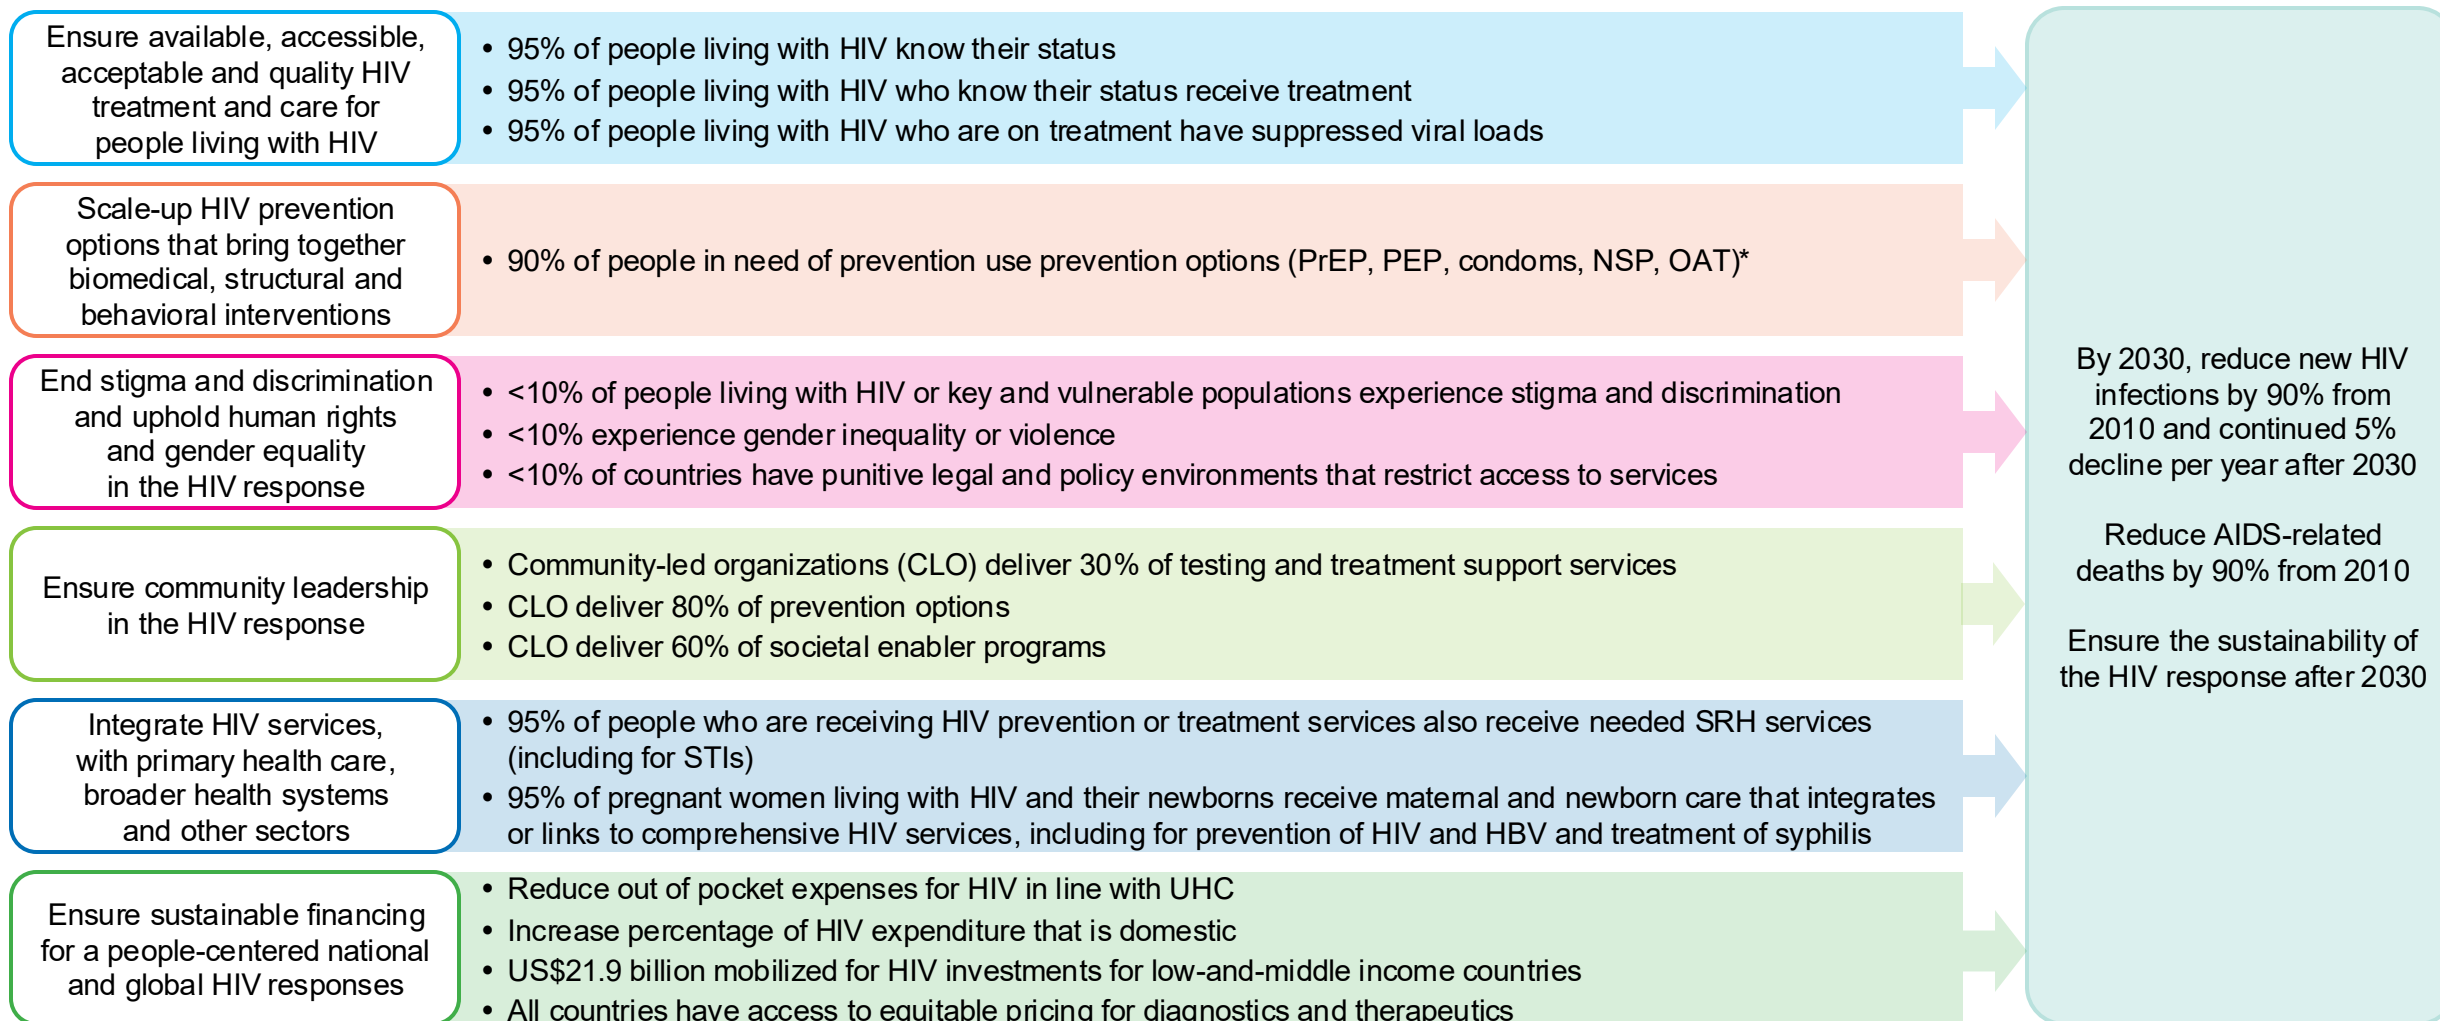 Ensure available, accessible,
acceptable and quality HIV
treatment and care for
people living with HIV
• 95% of people living with HIV know their status
• 95% of people living with HIV who know their status receive treatment
• 95% of people living with HIV who are on treatment have suppressed viral loads
Scale-up HIV prevention
options that bring together
biomedical, structural and
behavioral interventions
• 90% of people in need of prevention use prevention options (PrEP, PEP, condoms, NSP, OAT)*
End stigma and discrimination
and uphold human rights
and gender equality
in the HIV response
• <10% of people living with HIV or key and vulnerable populations experience stigma and discrimination
• <10% experience gender inequality or violence
• <10% of countries have punitive legal and policy environments that restrict access to services
Ensure community leadership
in the HIV response
• Community-led organizations (CLO) deliver 30% of testing and treatment support services
• CLO deliver 80% of prevention options
• CLO deliver 60% of societal enabler programs
Integrate HIV services,
with primary health care,
broader health systems
and other sectors
• 95% of people who are receiving HIV prevention or treatment services also receive needed SRH services
(including for STIs)
• 95% of pregnant women living with HIV and their newborns receive maternal and newborn care that integrates
or links to comprehensive HIV services, including for prevention of HIV and HBV and treatment of syphilis
Ensure sustainable financing
for a people-centered national
and global HIV responses
• Reduce out of pocket expenses for HIV in line with UHC
• Increase percentage of HIV expenditure that is domestic
• US$21.9 billion mobilized for HIV investments for low-and-middle income countries
• All countries have access to equitable pricing for diagnostics and therapeutics
By 2030, reduce new HIV
infections by 90% from
2010 and continued 5%
decline per year after 2030
Reduce AIDS-related
deaths by 90% from 2010
Ensure the sustainability of
the HIV response after 2030